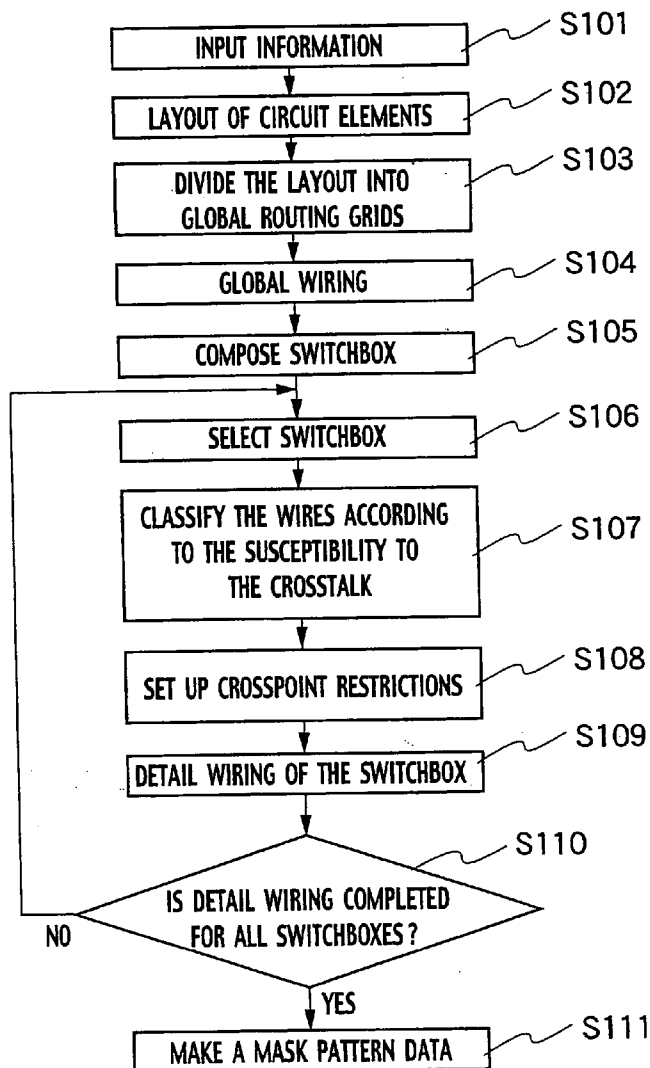 S101
INPUT INFORMATION
S102
LAYOUT OF CIRCUIT ELEMENTS
S103
DIVIDE THE LAYOUT INTO
GLOBAL ROUTING GRIDS
S104
GLOBAL WIRING
S105
COMPOSE SWITCHBOX
S106
SELECT SWITCHBOX
CLASSIFY THE WIRES ACCORDING
TO THE SUSCEPTIBILITY TO
THE CROSSTALK
S107
S108
SET UP CROSSPOINT RESTRICTIONS
S109
DETAIL WIRING OF THE SWITCHBOX
S110
IS DETAIL WIRING COMPLETED
FOR ALL SWITCHBOXES ?
NO
YES
S111
MAKE A MASK PATTERN DATA